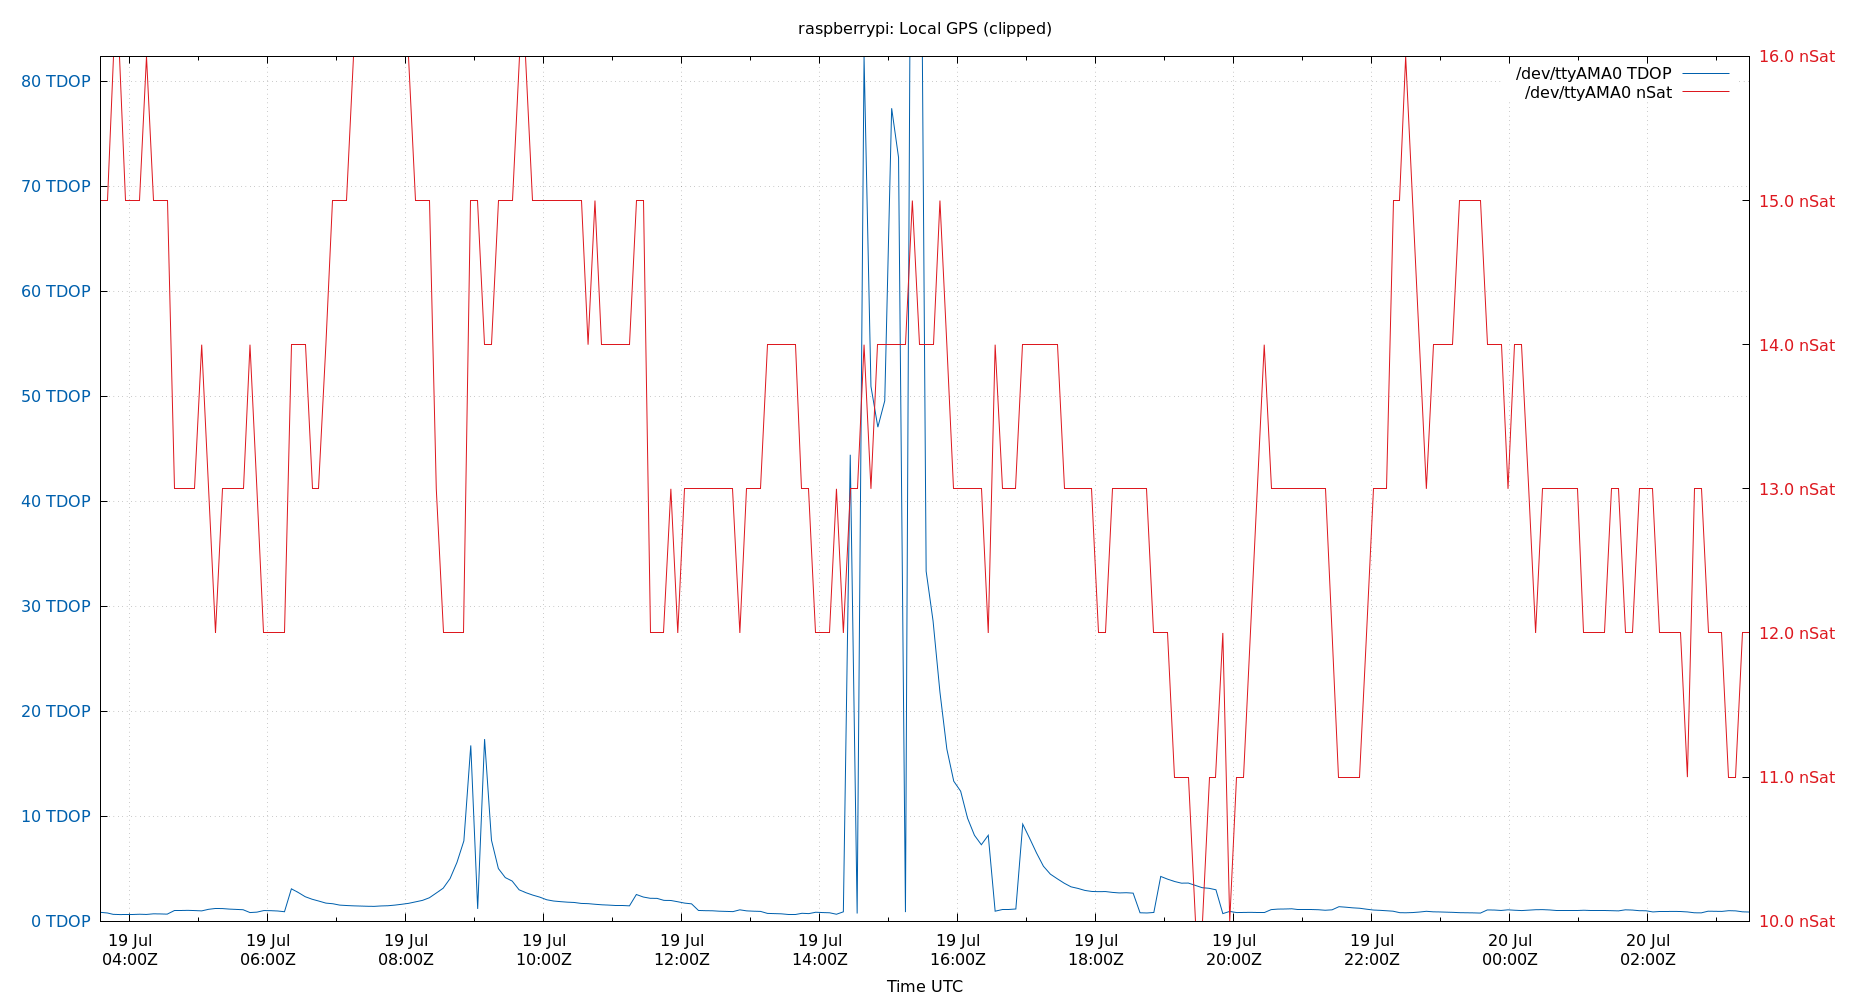 raspberrypi: Local GPS (clipped)
/dev/ttyAMA0 TDOP
/dev/ttyAMA0 nSat
80 TDOP
70 TDOP
60 TDOP
50 TDOP
40 TDOP
30 TDOP
20 TDOP
10 TDOP
0 TDOP
16.0 nSat
15.0 nSat
14.0 nSat
13.0 nSat
12.0 nSat
11.0 nSat
10.0 nSat
19 Jul
04:00Z
19 Jul
06:00Z
19 Jul
08:00Z
19 Jul
10:00Z
19 Jul
12:00Z
19 Jul
14:00Z
19 Jul
16:00Z
19 Jul
18:00Z
19 Jul
20:00Z
19 Jul
22:00Z
20 Jul
00:00Z
20 Jul
02:00Z
Time UTC